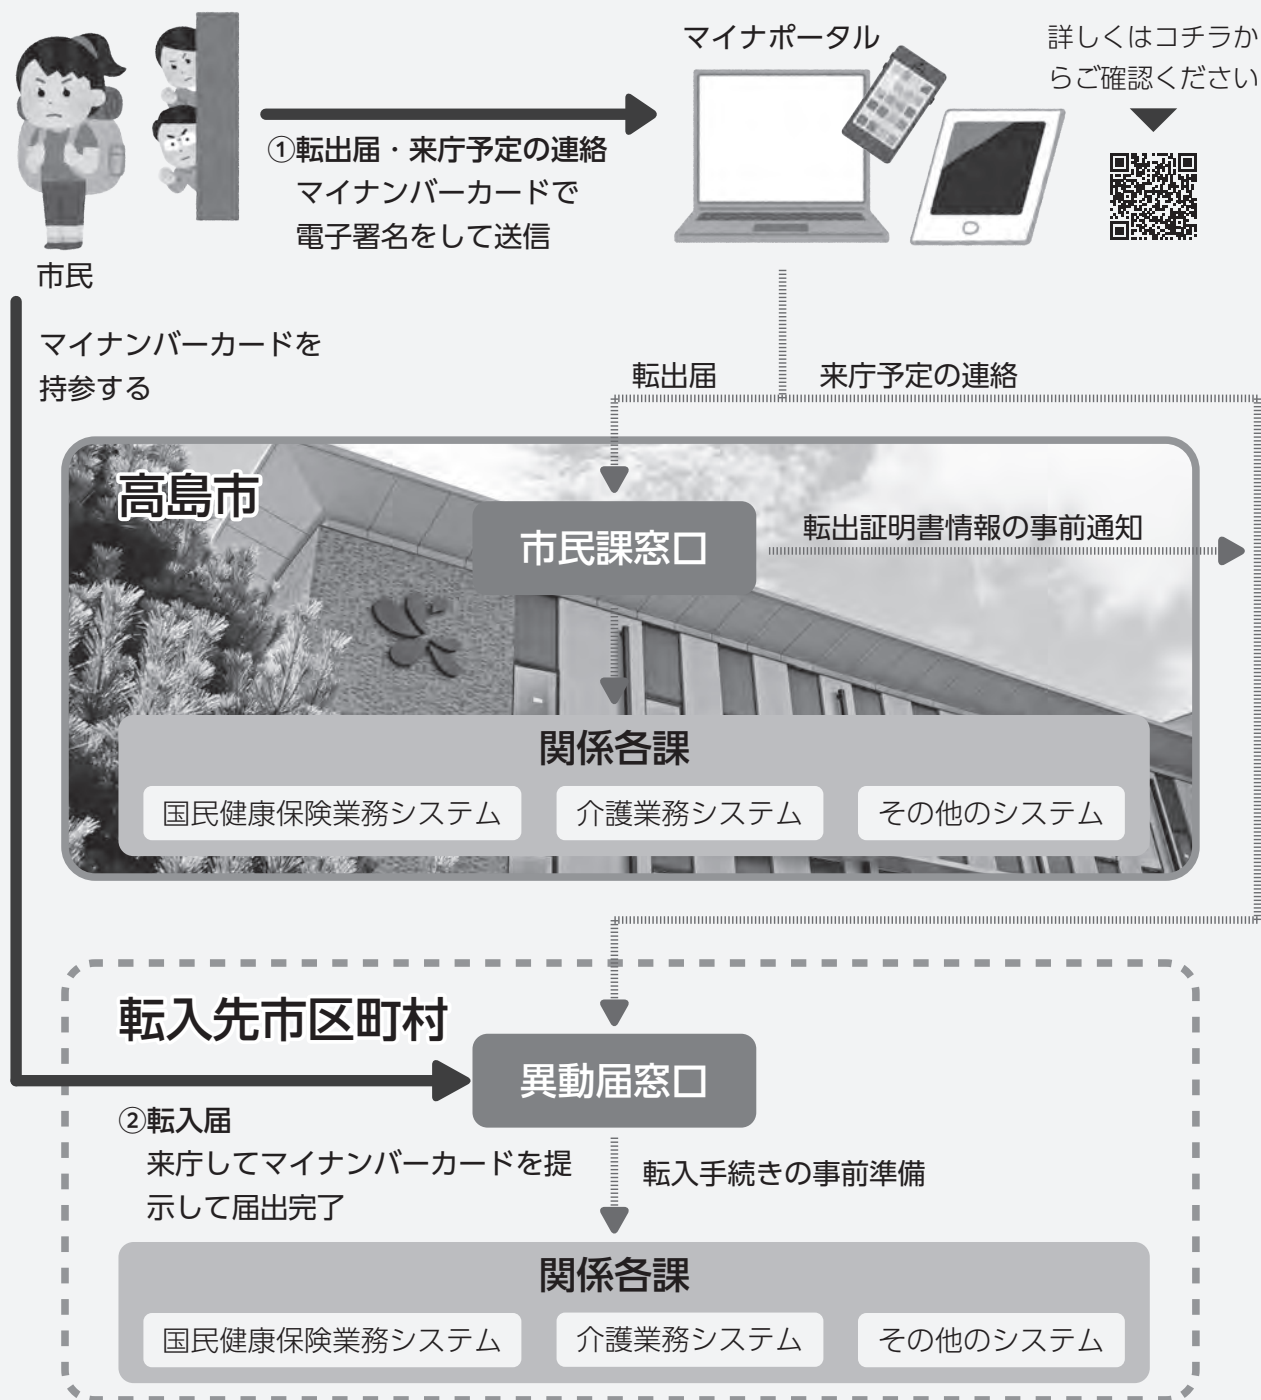 マイナポータル
詳しくはコチラか
らご確認ください
①転出届・来庁予定の連絡
マイナンバーカードで
電子署名をして送信
市民
マイナンバーカードを
持参する
転出届
来庁予定の連絡
高島市
市民課窓口
転出証明書情報の事前通知
関係各課
国民健康保険業務システム
介護業務システム
その他のシステム
転入先市区町村
異動届窓口
②転入届
来庁してマイナンバーカードを提
示して届出完了
転入手続きの事前準備
関係各課
国民健康保険業務システム
介護業務システム
その他のシステム